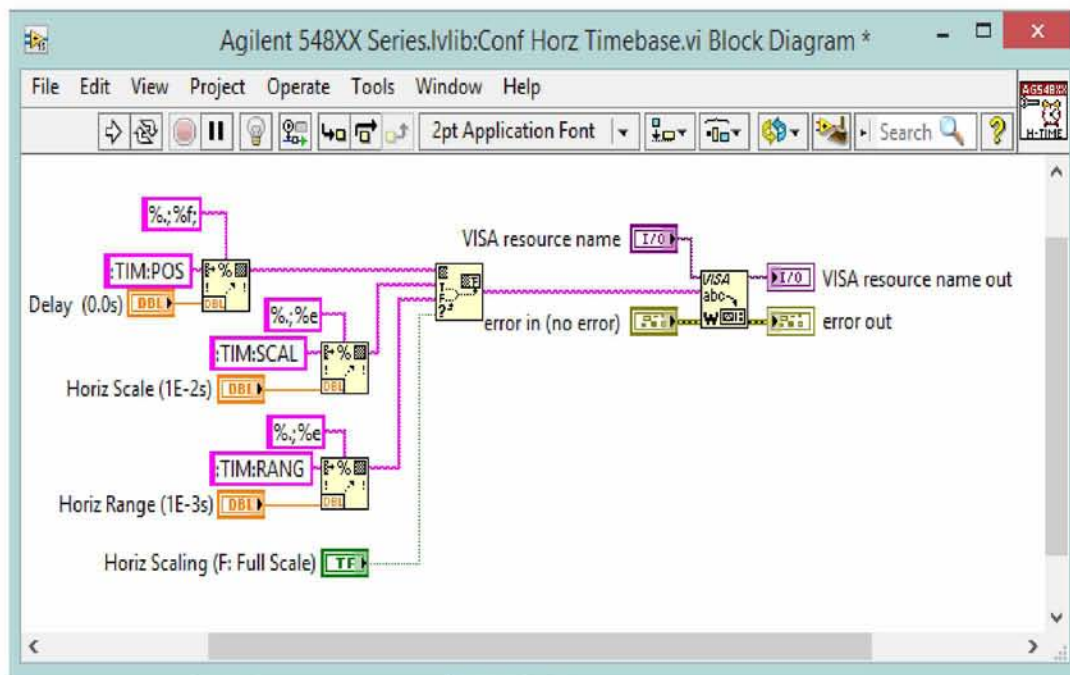 Agilent 548XX Series.lvlib:Conf Horz Timebase.vi Block Diagram *
File Edit View Project Operate Tools Window Help
AG548XX
2pt Application Font
Search
H-TIME
%.;%f;
VISA resource name
I/O
:TIM:POS
VISA
abc
W
I/O
VISA resource name out
Delay (0.0s)
DBL
DBL
error in (no error)
error out
%.;%e
:TIM:SCAL
Horiz Scale (1E-2s)
DBL
DBL
%.;%e
:TIM:RANG
Horiz Range (1E-3s)
DBL
DBL
Horiz Scaling (F: Full Scale)
TF